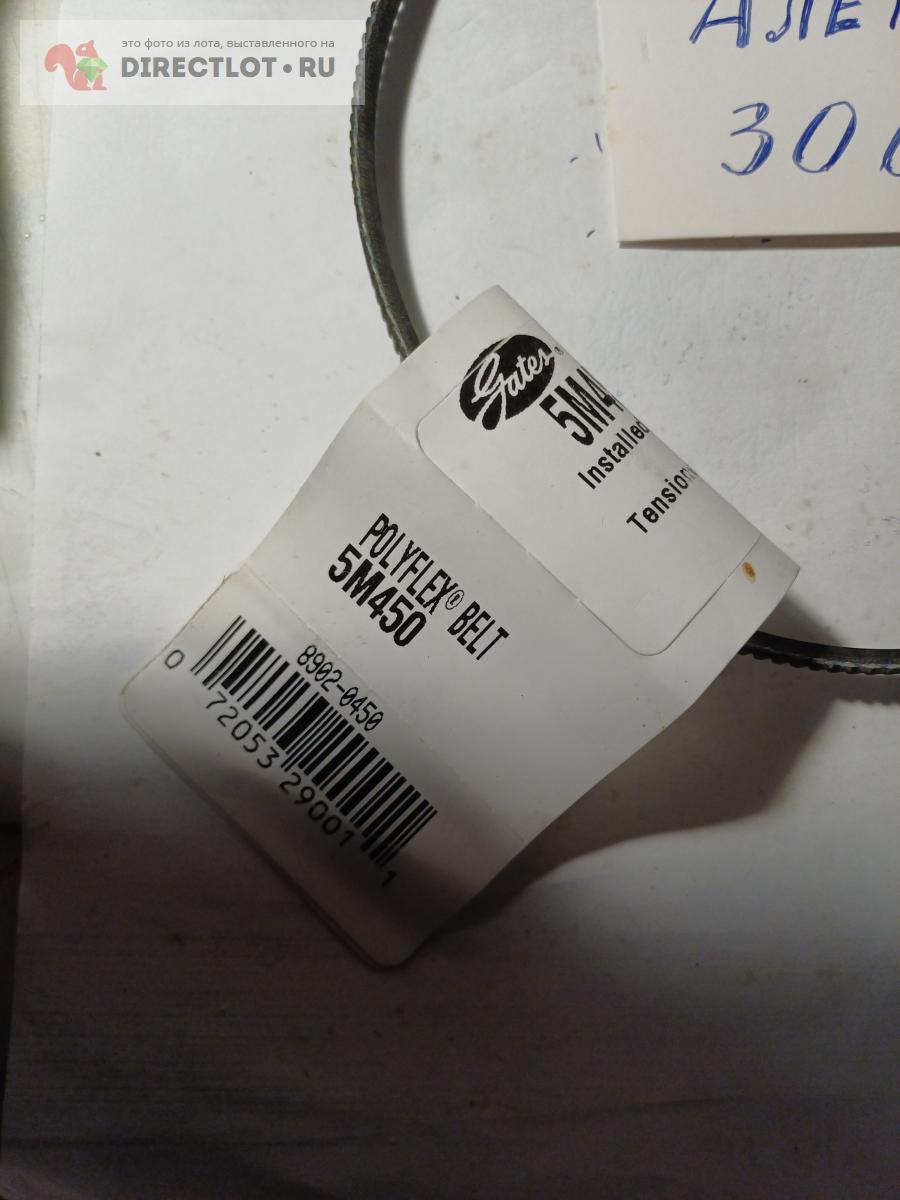 это фото из лота, выставленного на
DIRECTLOT•RU
30
Gates®
5M4
Installed
Tension
POLYFLEX® BELT
5M450
8902-0450
0 72053 29001 1